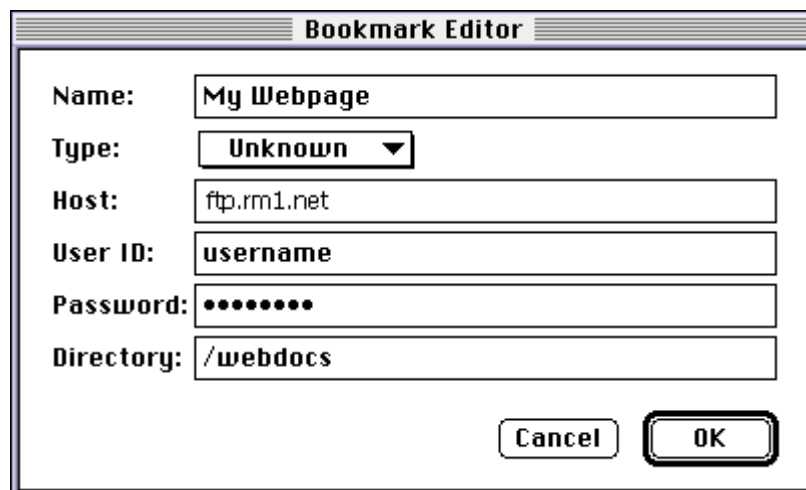 Bookmark Editor
Name: My Webpage
Type: Unknown
Host: ftp.rm1.net
User ID: username
Password: ••••••••
Directory: /webdocs
Cancel OK